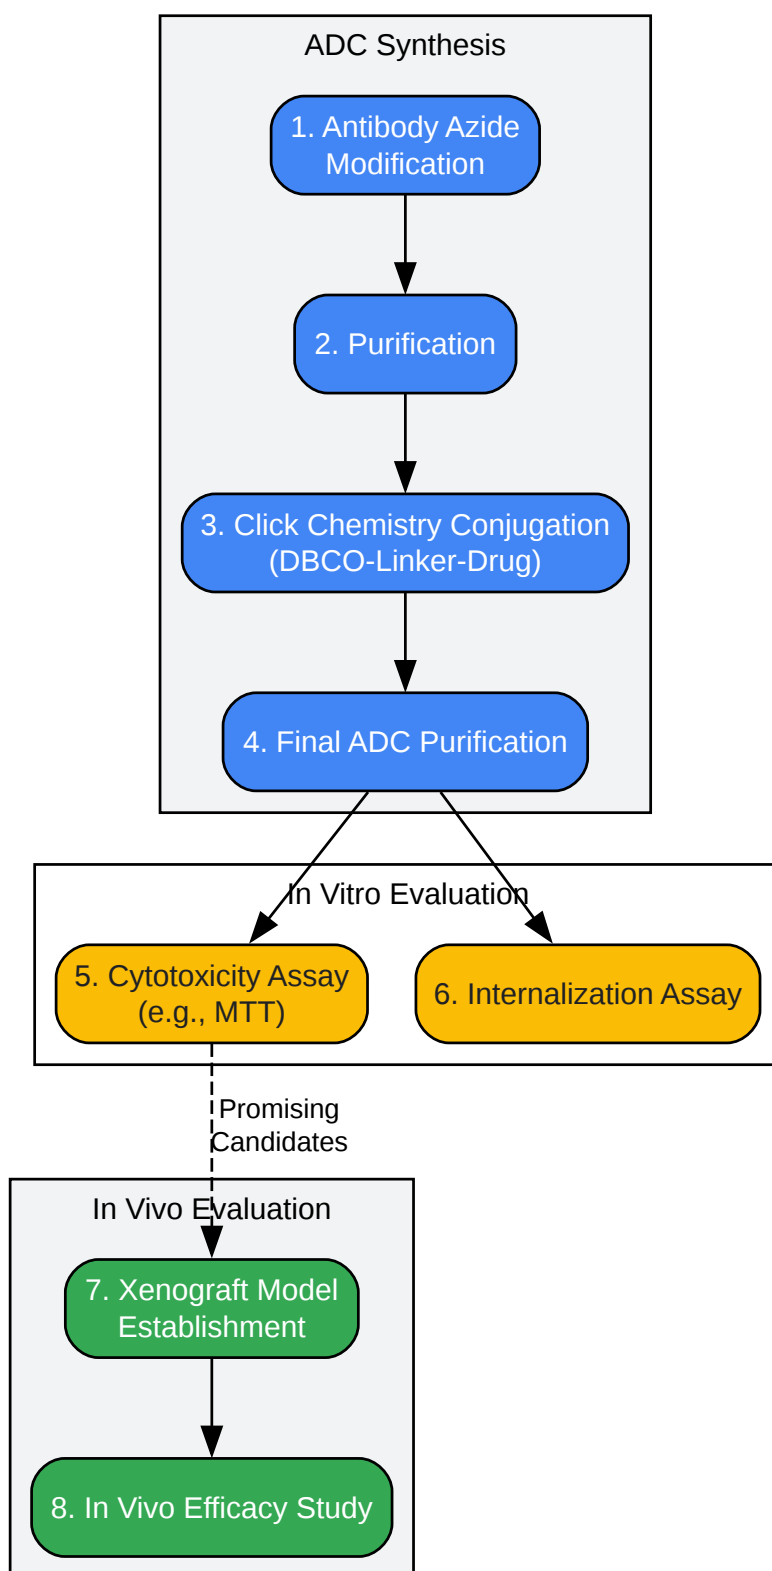 ADC Synthesis
1. Antibody Azide
Modification
2. Purification
3. Click Chemistry Conjugation
(DBCO-Linker-Drug)
4. Final ADC Purification
In Vitro Evaluation
5. Cytotoxicity Assay
(e.g., MTT)
6. Internalization Assay
Promising
Candidates
In Vivo Evaluation
7. Xenograft Model
Establishment
8. In Vivo Efficacy Study